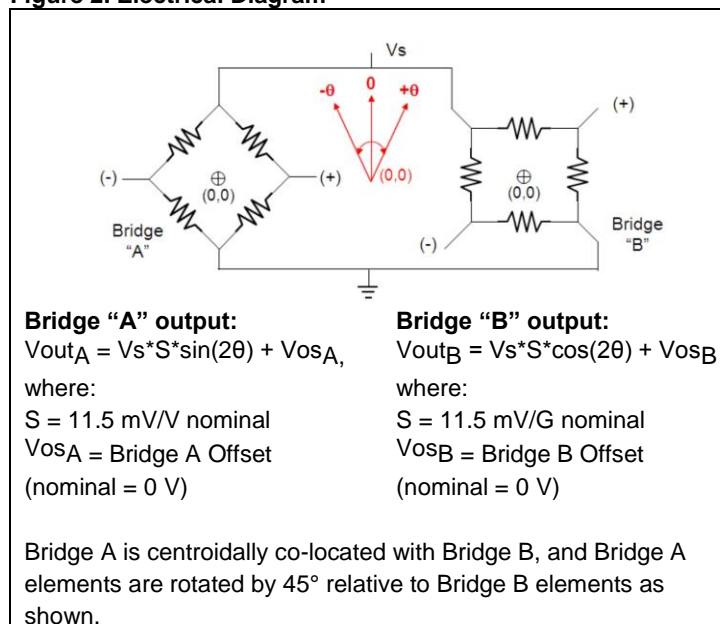 Figure 2. Electrical Diagram
Vs
-θ 0 +θ
(+)
(-) (0,0) (+) (0,0) (0,0)
Bridge "A"
(-)
Bridge "B"
Bridge “A” output:
VoutA = Vs*S*sin(2θ) + VosA,
where:
S = 11.5 mV/V nominal
VosA = Bridge A Offset
(nominal = 0 V)
Bridge “B” output:
VoutB = Vs*S*cos(2θ) + VosB
where:
S = 11.5 mV/G nominal
VosB = Bridge B Offset
(nominal = 0 V)
Bridge A is centroidally co-located with Bridge B, and Bridge A
elements are rotated by 45° relative to Bridge B elements as
shown.